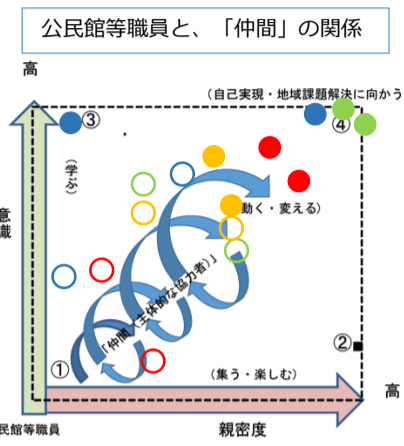 公民館等職員と、「仲間」の関係
高
（自己実現・地域課題解決に向かう
③
④
（学ぶ）
意識
動く・変える）
「仲間（主体的な協力者）」
②
①
（集う・楽しむ）
高
民館等職員
親密度